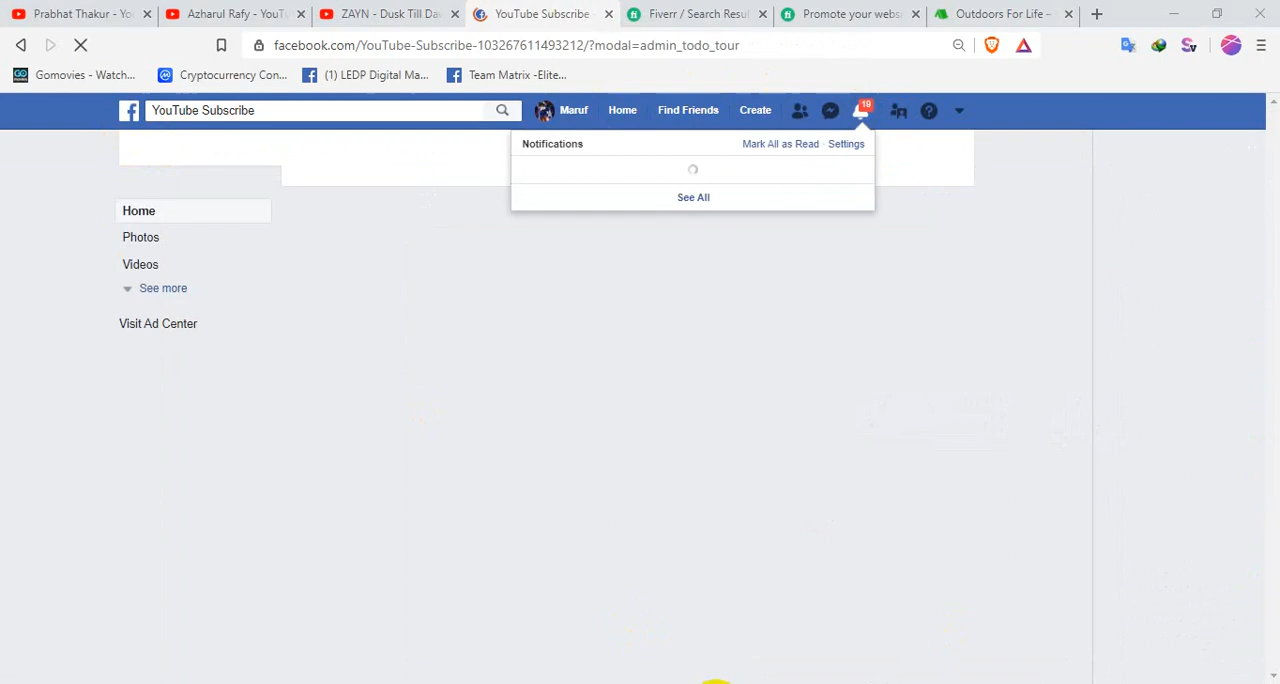 Prabhat Thakur - Yo
Azharul Rafy - YouTu
ZAYN - Dusk Till Da
YouTube Subscribe -
Fiverr / Search Resul
Promote your webs
Outdoors For Life –
facebook.com/YouTube-Subscribe-103267611493212/?modal=admin_todo_tour
Gomovies - Watch...
Cryptocurrency Con...
(1) LEDP Digital Ma...
Team Matrix -Elite...
YouTube Subscribe
Maruf
Home
Find Friends
Create
19
Notifications
Mark All as Read · Settings
See All
Home
Photos
Videos
See more
Visit Ad Center